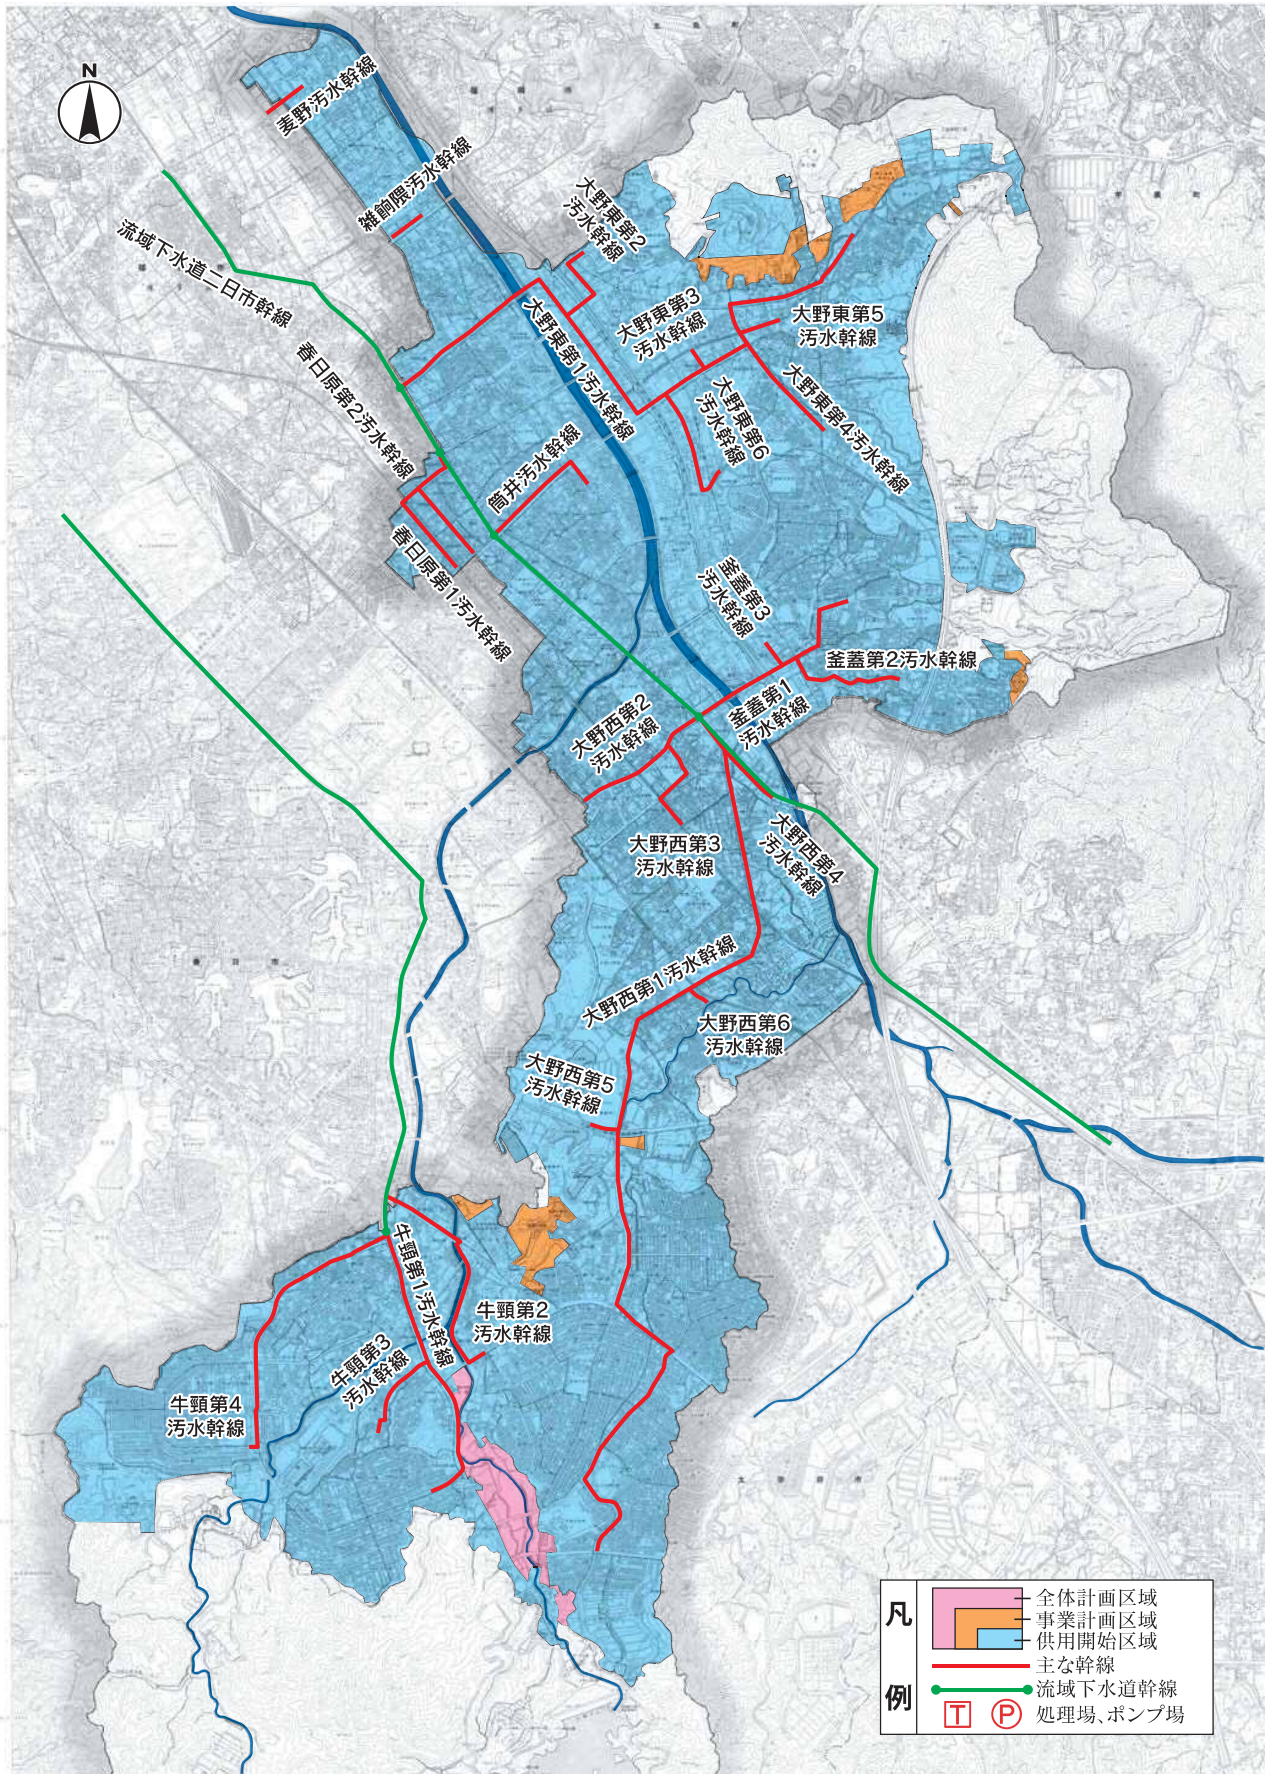 N
麦野汚水幹線
雑餉隈汚水幹線
大野東第2
汚水幹線
流域下水道二日市幹線
大野東第3
汚水幹線
大野東第5
汚水幹線
大野東第1汚水幹線
春日原第2汚水幹線
大野東第6
汚水幹線
大野東第4汚水幹線
筒井汚水幹線
春日原第1汚水幹線
釜蓋第3
汚水幹線
釜蓋第2汚水幹線
釜蓋第1
汚水幹線
大野西第2
汚水幹線
大野西第3
汚水幹線
大野西第4
汚水幹線
春日市
大野西第1汚水幹線
大野西第6
汚水幹線
大野西第5
汚水幹線
牛頸第1汚水幹線
牛頸第2
汚水幹線
牛頸第3
汚水幹線
牛頸第4
汚水幹線
太宰府市
凡例
全体計画区域
事業計画区域
供用開始区域
主な幹線
流域下水道幹線
T P 処理場、ポンプ場